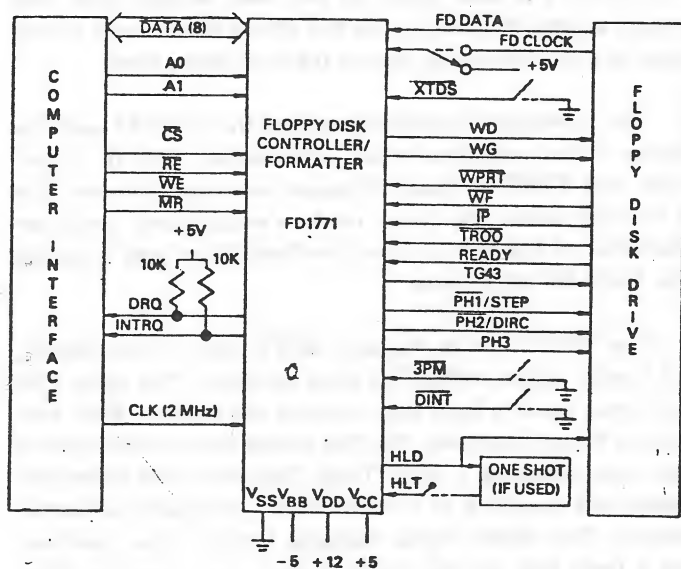 COMPUTER INTERFACE
DATA (8)
A0
A1
CS
RE
WE
MR
+5V
10K
10K
DRQ
INTRQ
CLK (2 MHz)
FLOPPY DISK
CONTROLLER/
FORMATTER
FD1771
VSS VBB VDD VCC
-5 +12 +5
FD DATA
FD CLOCK
+5V
XTDS
WD
WG
WPRT
WF
IP
TROO
READY
TG43
PH1/STEP
PH2/DIRC
PH3
3PM
DINT
HLD
HLT
ONE SHOT
(IF USED)
FLOPPY DISK DRIVE